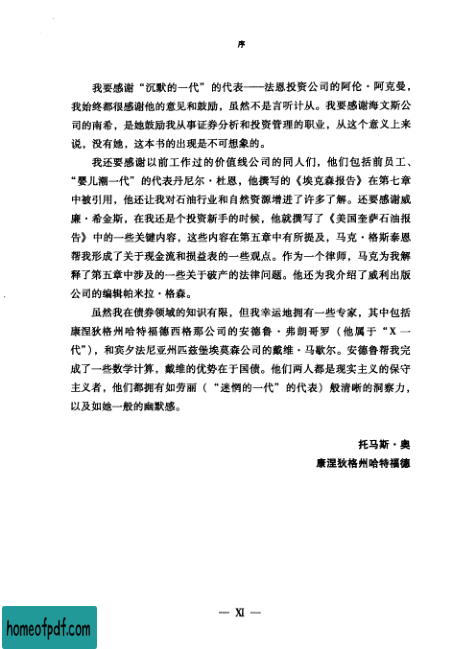 序
我要感谢“沉默的一代”的代表——法恩投资公司的阿伦·阿克曼，
我始终都很感谢他的意见和鼓励，虽然不是言听计从。我要感谢海文斯公
司的南希，是她鼓励我从事证券分析和投资管理的职业，从这个意义上来
说，没有她，这本书的出现是不可想象的。
我还要感谢以前工作过的价值线公司的同人们，他们包括前员工、
“婴儿潮一代”的代表丹尼尔·杜恩，他撰写的《埃克森报告》在第七章
中被引用，他还让我对石油行业和自然资源增进了许多了解。还要感谢威
廉·希金斯，在我还是个投资新手的时候，他就撰写了《美国奎萨石油报
告》中的一些关键内容，这些内容在第五章中有所提及，马克·格斯泰恩
帮我形成了关于现金流和损益表的一些观点。作为一个律师，马克为我解
释了第五章中涉及的一些关于破产的法律问题。他还为我介绍了威利出版
公司的编辑帕米拉·格森。
虽然我在债券领域的知识有限，但我幸运地拥有一些专家，其中包括
康涅狄格州哈特福德西格那公司的安德鲁·弗朗哥罗（他属于“X一
代”），和宾夕法尼亚州匹兹堡埃莫森公司的戴维·马歇尔。安德鲁帮我完
成了一些数学计算，戴维的优势在于国债。他们两人都是现实主义的保守
主义者，他们都拥有如劳丽（“迷惘的一代”的代表）般清晰的洞察力，
以及如她一般的幽默感。
托马斯·奥
康涅狄格州哈特福德
— XI —
homeofpdf.com